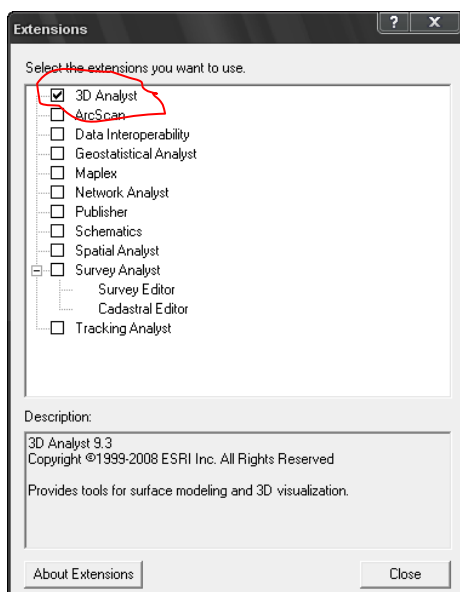 Extensions
? X
Select the extensions you want to use.
3D Analyst
ArcScan
Data Interoperability
Geostatistical Analyst
Maplex
Network Analyst
Publisher
Schematics
Spatial Analyst
Survey Analyst
Survey Editor
Cadastral Editor
Tracking Analyst
Description:
3D Analyst 9.3
Copyright ©1999-2008 ESRI Inc. All Rights Reserved
Provides tools for surface modeling and 3D visualization.
About Extensions
Close